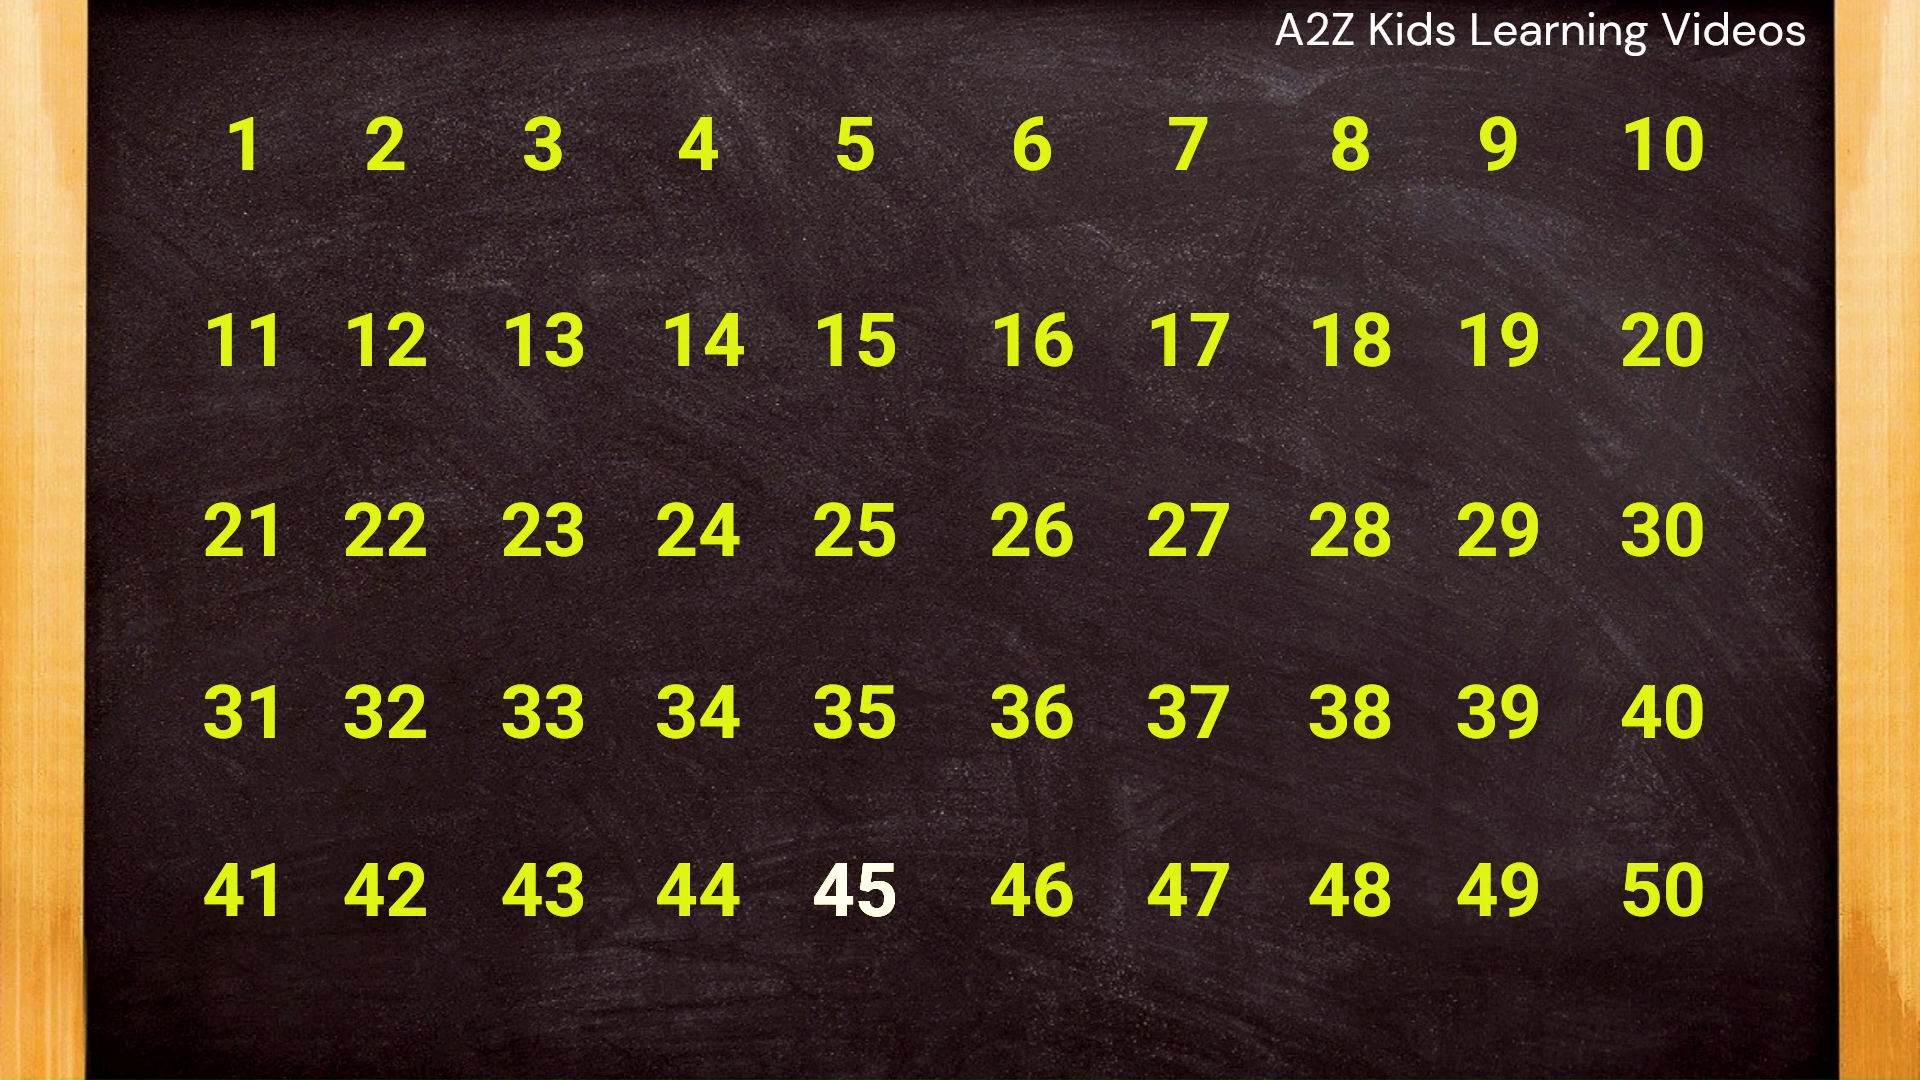 A2Z Kids Learning Videos
1 2 3 4 5 6 7 8 9 10
11 12 13 14 15 16 17 18 19 20
21 22 23 24 25 26 27 28 29 30
31 32 33 34 35 36 37 38 39 40
41 42 43 44 45 46 47 48 49 50